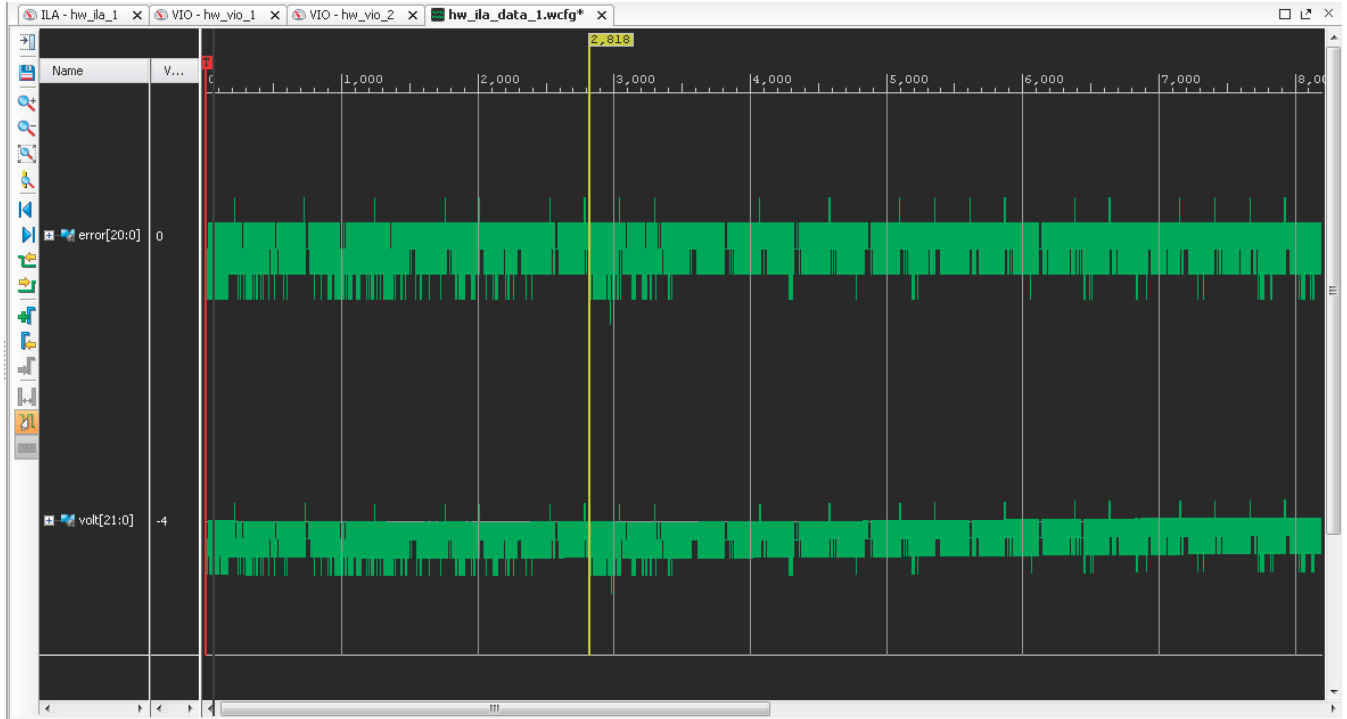 ILA - hw_ila_1 VIO - hw_vio_1 VIO - hw_vio_2 hw_ila_data_1.wcfg*
2,818
Name V...
T
0 1,000 2,000 3,000 4,000 5,000 6,000 7,000 8,00
error[20:0] 0
volt[21:0] -4